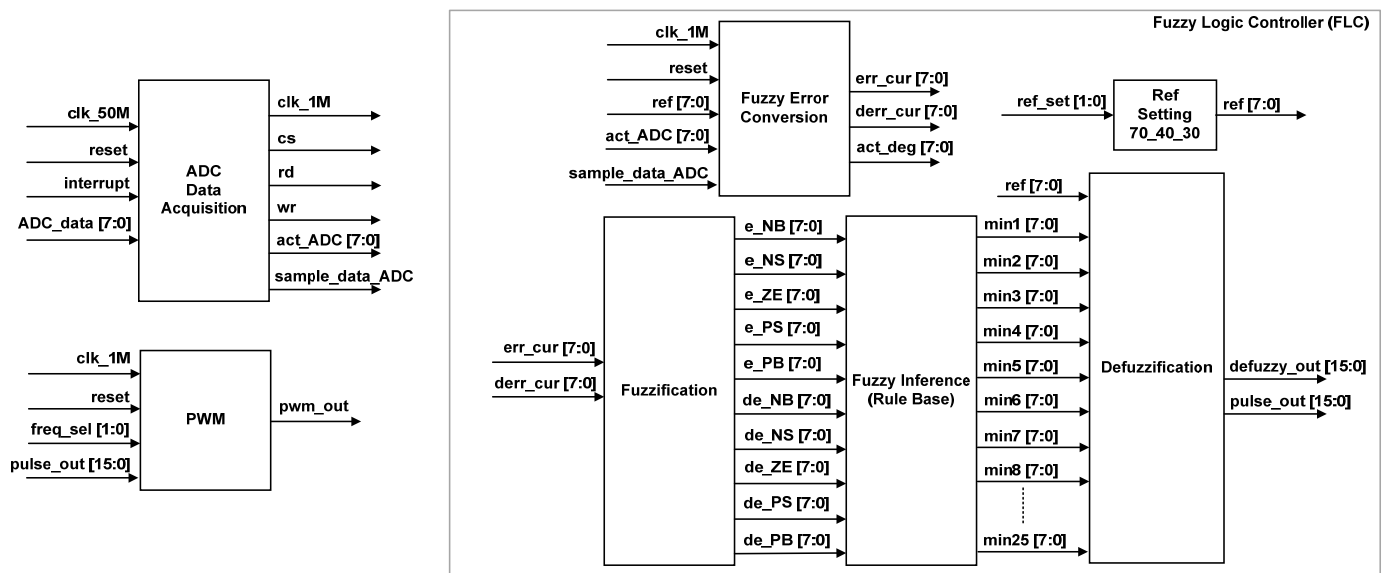 Fuzzy Logic Controller (FLC)
clk_50M
reset
interrupt
ADC_data [7:0]
ADC
Data
Acquisition
clk_1M
cs
rd
wr
act_ADC [7:0]
sample_data_ADC
clk_1M
reset
freq_sel [1:0]
pulse_out [15:0]
PWM
pwm_out
clk_1M
reset
ref [7:0]
act_ADC [7:0]
sample_data_ADC
Fuzzy Error
Conversion
err_cur [7:0]
derr_cur [7:0]
act_deg [7:0]
ref_set [1:0]
Ref
Setting
70_40_30
ref [7:0]
err_cur [7:0]
derr_cur [7:0]
Fuzzification
e_NB [7:0]
e_NS [7:0]
e_ZE [7:0]
e_PS [7:0]
e_PB [7:0]
de_NB [7:0]
de_NS [7:0]
de_ZE [7:0]
de_PS [7:0]
de_PB [7:0]
Fuzzy Inference
(Rule Base)
ref [7:0]
min1 [7:0]
min2 [7:0]
min3 [7:0]
min4 [7:0]
min5 [7:0]
min6 [7:0]
min7 [7:0]
min8 [7:0]
min25 [7:0]
Defuzzification
defuzzy_out [15:0]
pulse_out [15:0]